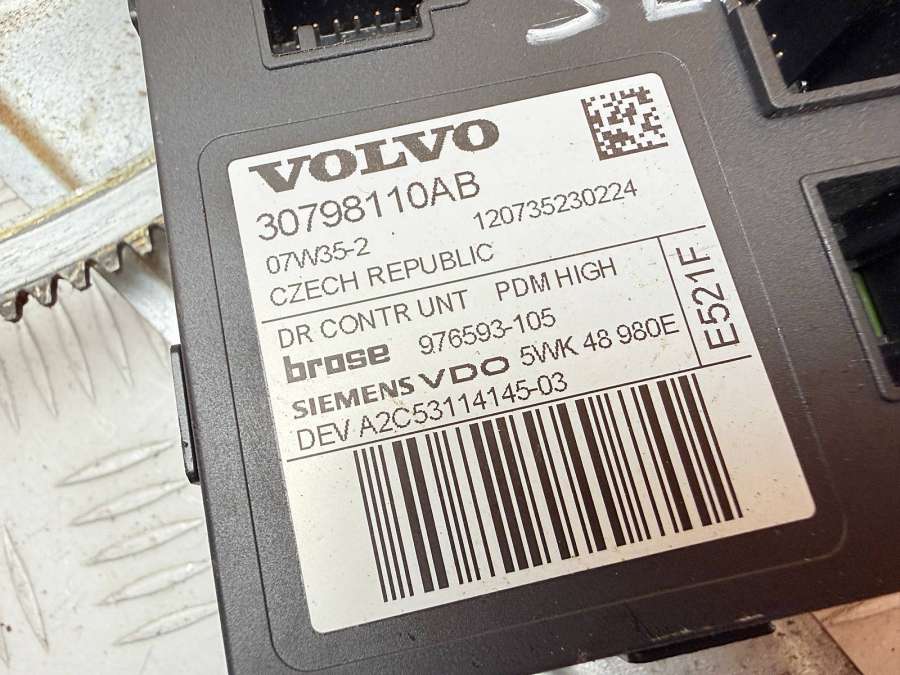 VOLVO
30798110AB
07W35-2
120735230224
CZECH REPUBLIC
DR CONTR UNT PDM HIGH
brose 976593-105
SIEMENS VDO 5WK 48 980E
DEV A2C53114145-03
E521F